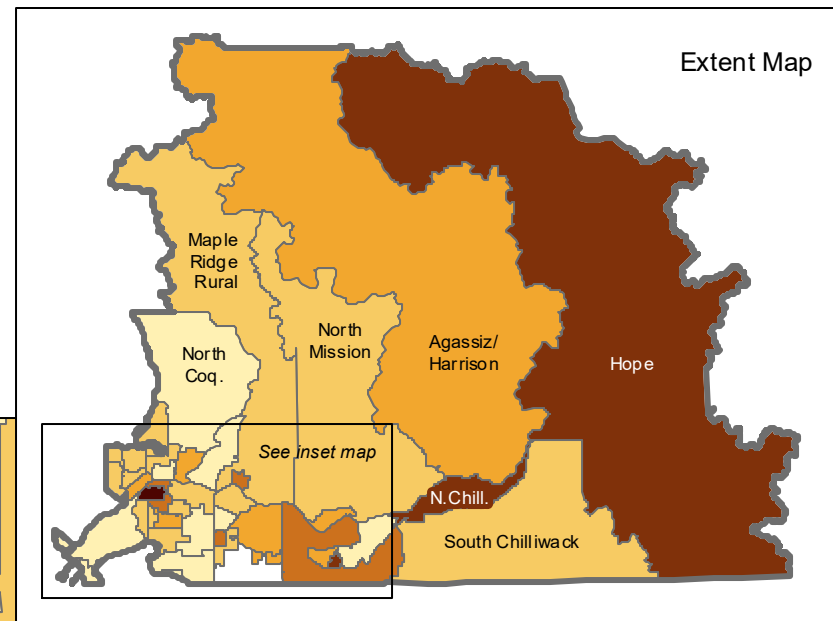 Extent Map
Maple
Ridge
Rural
North
Mission
North
Coq.
Agassiz/
Harrison
Hope
See inset map
N.Chill.
South Chilliwack